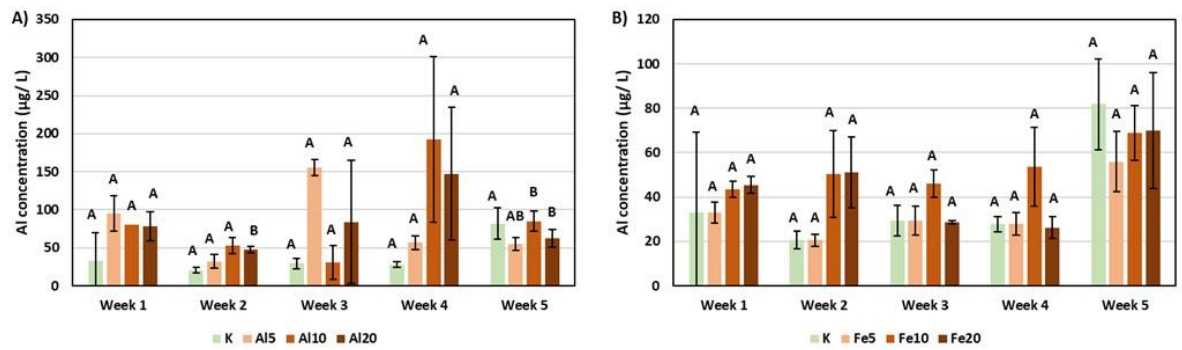 A)
Al concentration (µg/ L)
350
300
250
200
150
100
50
0
A A A A
A A A B
A A A A
A A A A
A AB B B
Week 1 Week 2 Week 3 Week 4 Week 5
K Al5 Al10 Al20
B)
Al concentration (µg/ L)
120
100
80
60
40
20
0
A A A A
A A A A
A A A A
A A A A
A A A A
Week 1 Week 2 Week 3 Week 4 Week 5
K Fe5 Fe10 Fe20